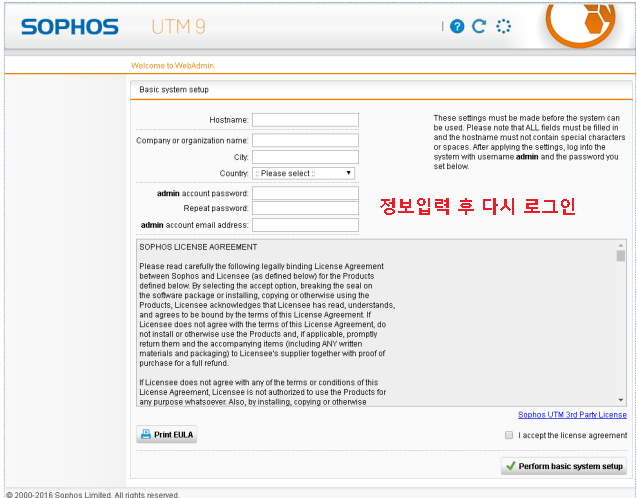 SOPHOS UTM 9
Welcome to WebAdmin
Basic system setup
Hostname:
Company or organization name:
City:
Country: :: Please select ::
admin account password:
Repeat password:
admin account email address:
These settings must be made before the system can
be used. Please note that ALL fields must be filled in
and the hostname must not contain special characters
or spaces. After applying the settings, log into the
system with username admin and the password you
set below.
정보입력 후 다시 로그인
SOPHOS LICENSE AGREEMENT
Please read carefully the following legally binding License Agreement
between Sophos and Licensee (as defined below) for the Products
defined below. By selecting the accept option, breaking the seal on
the software package or installing, copying or otherwise using the
Products, Licensee acknowledges that Licensee has read, understands,
and agrees to be bound by the terms of this License Agreement. If
Licensee does not agree with the terms of this License Agreement, do
not install or otherwise use the Products and, if applicable, promptly
return them and the accompanying items (including ANY written
materials and packaging) to Licensee's supplier together with proof of
purchase for a full refund.
If Licensee does not agree with any of the terms or conditions of this
License Agreement, Licensee is not authorized to use the Products for
any purpose whatsoever. Also, by installing, copying or otherwise
Sophos UTM 3rd Party License
Print EULA
I accept the license agreement
Perform basic system setup
© 2000-2016 Sophos Limited. All rights reserved.